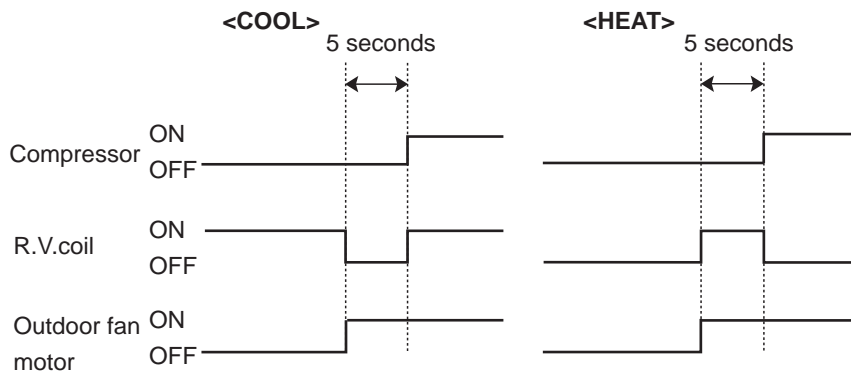 <COOL> <HEAT>
5 seconds 5 seconds
Compressor ON
OFF
R.V.coil ON
OFF
Outdoor fan ON
motor OFF